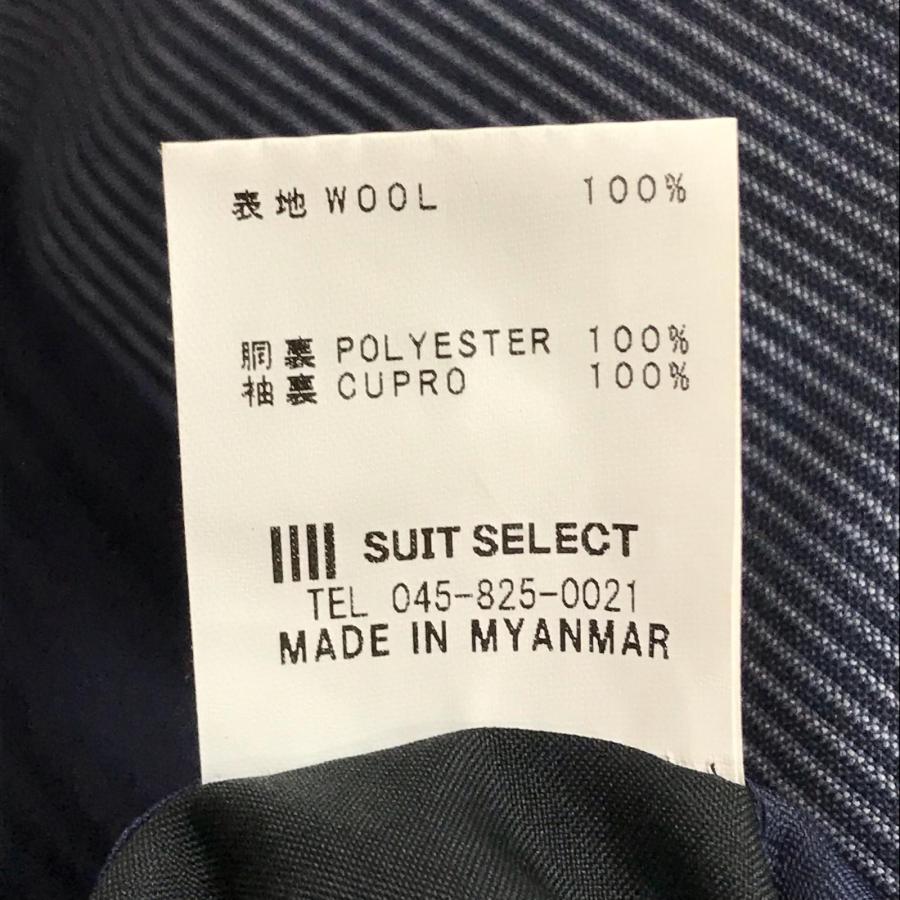 表地 WOOL 100%
胴裏 POLYESTER 100%
袖裏 CUPRO 100%
SUIT SELECT
TEL 045-825-0021
MADE IN MYANMAR